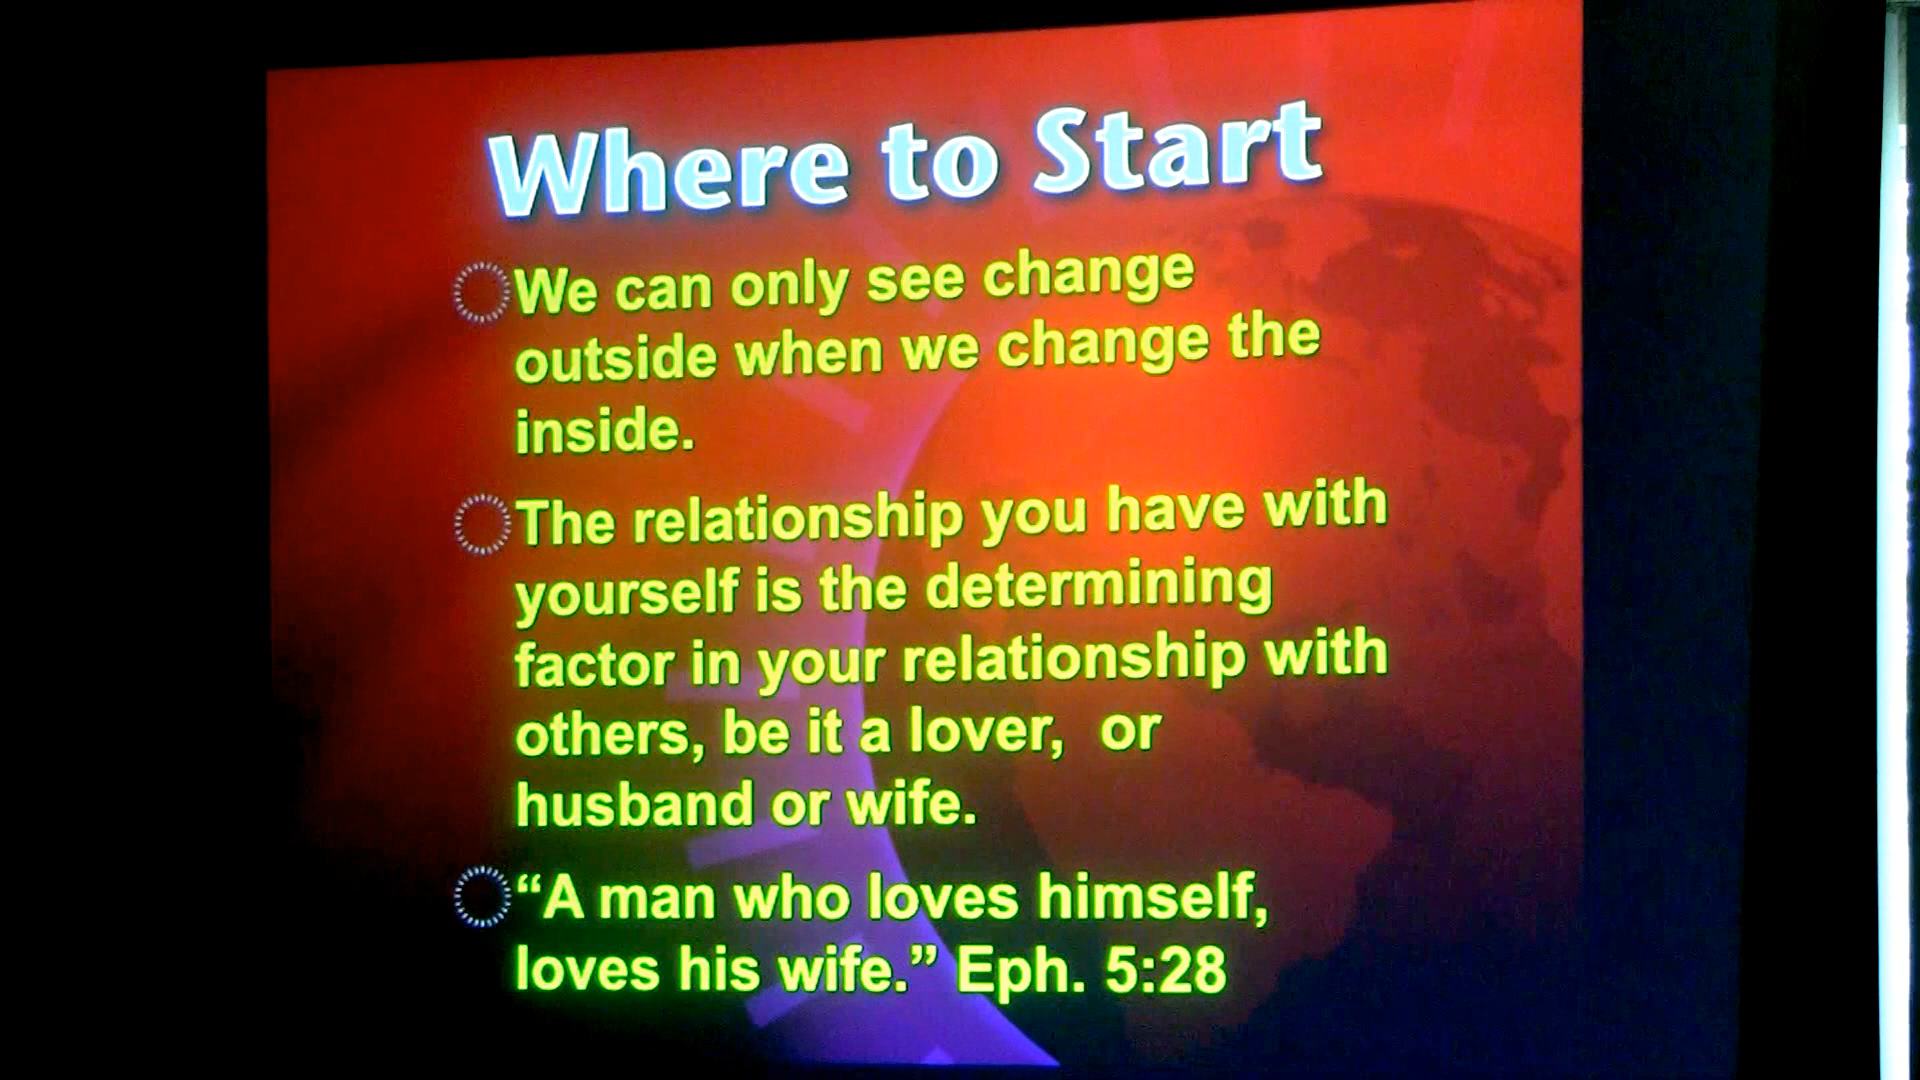 Where to Start
We can only see change
outside when we change the
inside.
The relationship you have with
yourself is the determining
factor in your relationship with
others, be it a lover, or
husband or wife.
“A man who loves himself,
loves his wife.” Eph. 5:28